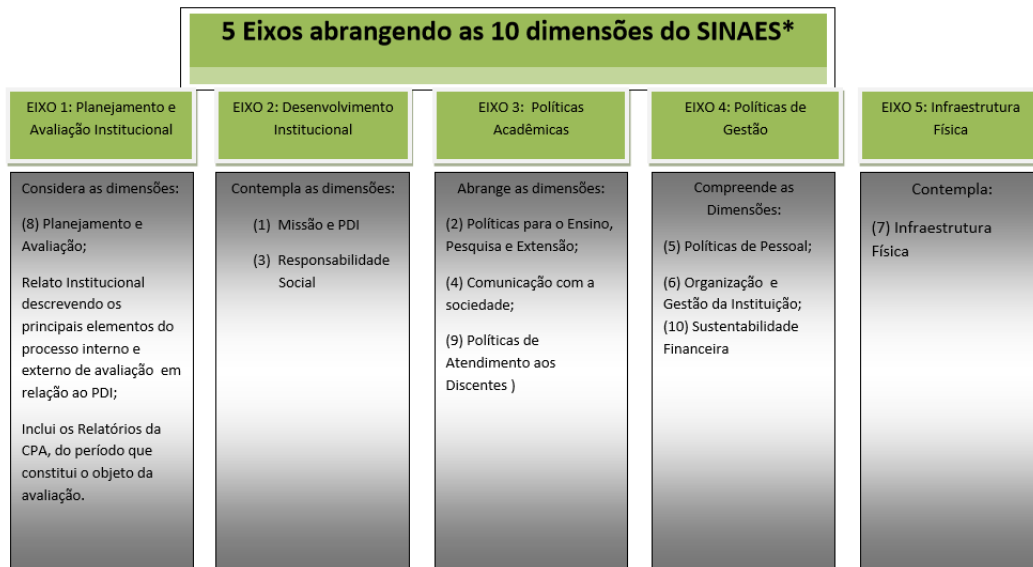 5 Eixos abrangendo as 10 dimensões do SINAES*
EIXO 1: Planejamento e
Avaliação Institucional
EIXO 2: Desenvolvimento
Institucional
EIXO 3:  Políticas
Acadêmicas
EIXO 4: Políticas de
Gestão
EIXO 5: Infraestrutura
Física
Considera as dimensões:
(8) Planejamento e
Avaliação;
Relato Institucional
descrevendo os
principais elementos do
processo interno e
externo de avaliação  em
relação ao PDI;
Inclui os Relatórios da
CPA, do período que
constitui o objeto da
avaliação.
Contempla as dimensões:
(1)  Missão e PDI
(3)  Responsabilidade
Social
Abrange as dimensões:
(2) Políticas para o Ensino,
Pesquisa e Extensão;
(4) Comunicação com a
sociedade;
(9) Políticas de
Atendimento aos
Discentes )
Compreende as
Dimensões:
(5) Políticas de Pessoal;
(6) Organização  e
Gestão da Instituição;
(10) Sustentabilidade
Financeira
Contempla:
(7) Infraestrutura
Física